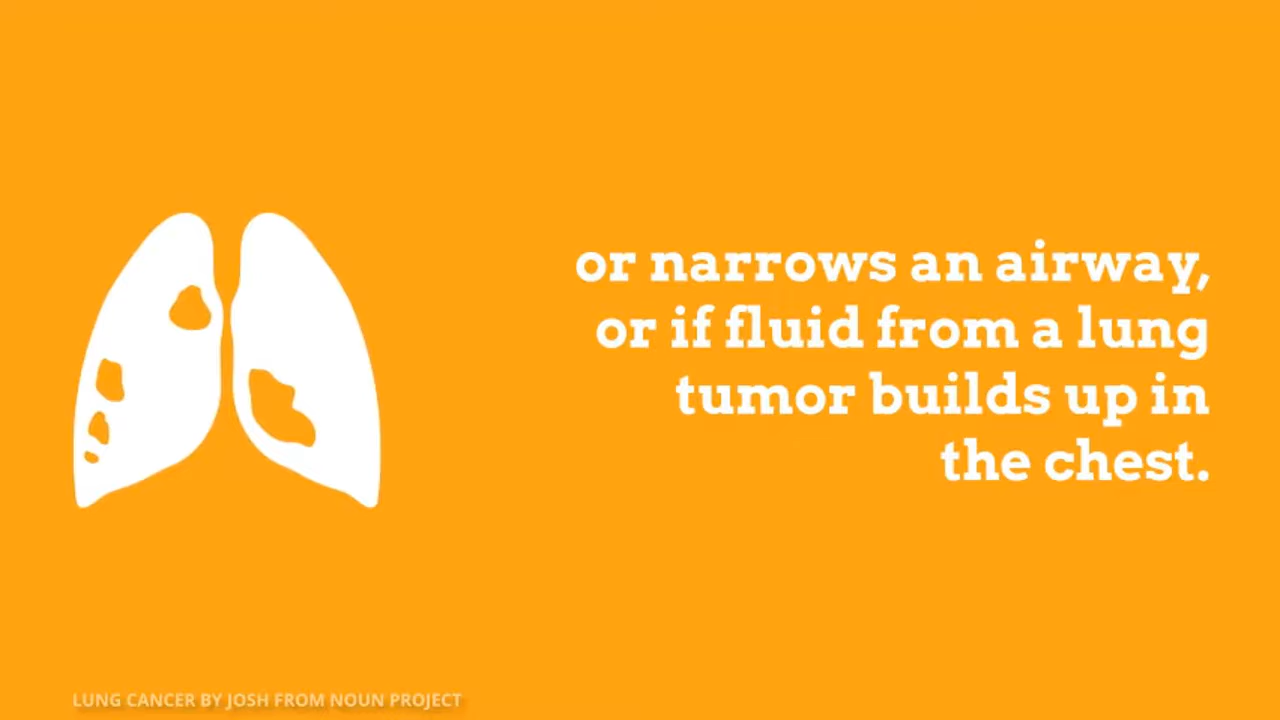 or narrows an airway,
or if fluid from a lung
tumor builds up in
the chest.
LUNG CANCER BY JOSH FROM NOUN PROJECT